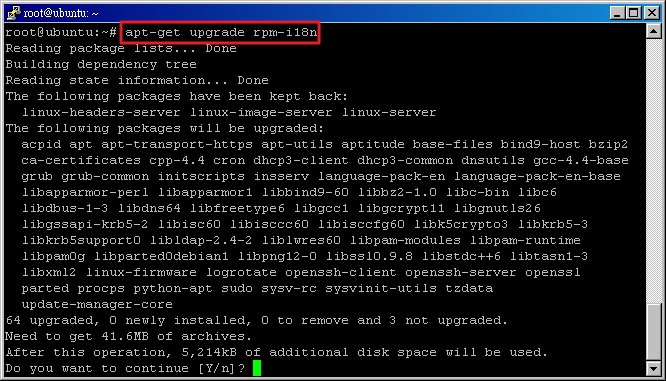 root@ubuntu: ~
root@ubuntu:~# apt-get upgrade rpm-i18n
Reading package lists... Done
Building dependency tree
Reading state information... Done
The following packages have been kept back:
  linux-headers-server linux-image-server linux-server
The following packages will be upgraded:
  acpid apt apt-transport-https apt-utils aptitude base-files bind9-host bzip2
  ca-certificates cpp-4.4 cron dhcp3-client dhcp3-common dnsutils gcc-4.4-base
  grub grub-common initscripts insserv language-pack-en language-pack-en-base
  libapparmor-perl libapparmor1 libbind9-60 libbz2-1.0 libc-bin libc6
  libdbus-1-3 libdns64 libfreetype6 libgcc1 libgcrypt11 libgnutls26
  libgssapi-krb5-2 libisc60 libisccc60 libisccfg60 libk5crypto3 libkrb5-3
  libkrb5support0 libldap-2.4-2 liblwres60 libpam-modules libpam-runtime
  libpam0g libparted0debian1 libpng12-0 libssl0.9.8 libstdc++6 libtasn1-3
  libxml2 linux-firmware logrotate openssh-client openssh-server openssl
  parted procps python-apt sudo sysv-rc sysvinit-utils tzdata
  update-manager-core
64 upgraded, 0 newly installed, 0 to remove and 3 not upgraded.
Need to get 41.6MB of archives.
After this operation, 5,214kB of additional disk space will be used.
Do you want to continue [Y/n]?